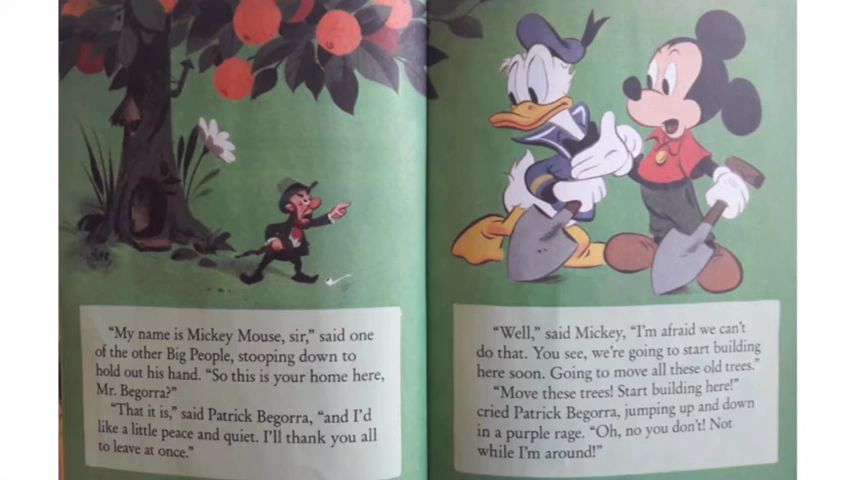 "My name is Mickey Mouse, sir," said one
of the other Big People, stooping down to
hold out his hand. "So this is your home here,
Mr. Begorra?"
"That it is," said Patrick Begorra, "and I'd
like a little peace and quiet. I'll thank you all
to leave at once."
"Well," said Mickey, "I'm afraid we can't
do that. You see, we're going to start building
here soon. Going to move all these old trees."
"Move these trees! Start building here!"
cried Patrick Begorra, jumping up and down
in a purple rage. "Oh, no you don't! Not
while I'm around!"